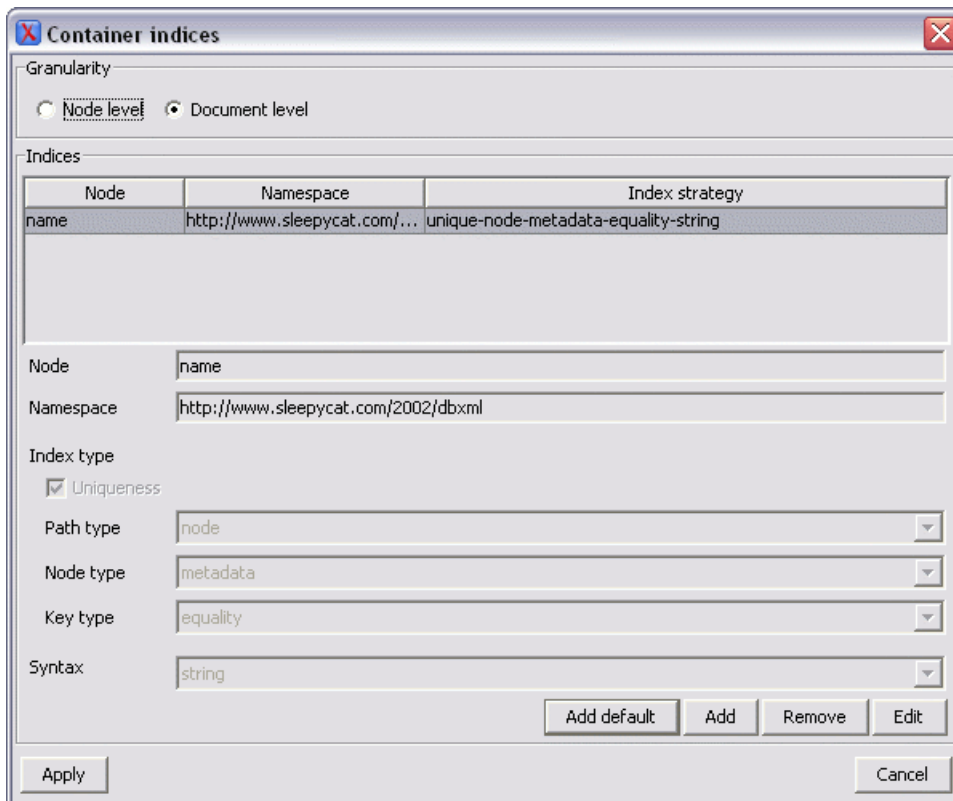 Container indices
Granularity
Node level Document level
Indices
Node Namespace Index strategy
name http://www.sleepycat.com/... unique-node-metadata-equality-string
Node name
Namespace http://www.sleepycat.com/2002/dbxml
Index type
Uniqueness
Path type node
Node type metadata
Key type equality
Syntax string
Add default Add Remove Edit
Apply Cancel